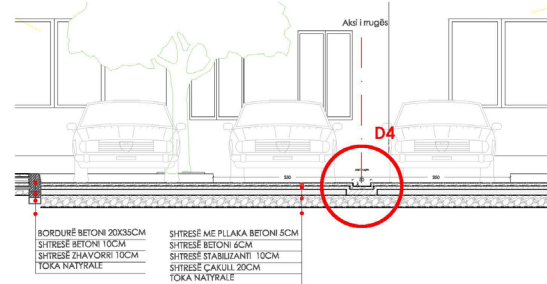 Aksi i rrugës
D4
BORDURË BETONI 20X35CM
SHTRESË BETONI 10CM
SHTRESË ZHAVORRI 10CM
TOKA NATYRALE
SHTRESË ME PLLAKA BETONI 5CM
SHTRESË BETONI 6CM
SHTRESË STABILIZANTI 10CM
SHTRESË ÇAKULL 20CM
TOKA NATYRALE